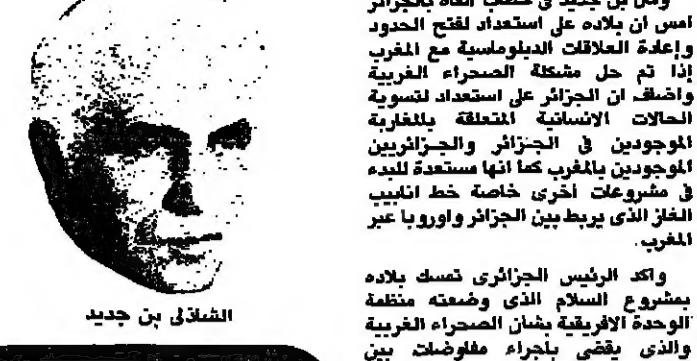 وقال بن جديد في خطاب القاه بالجزائر
امس ان بلاده على استعداد لفتح الحدود
وإعادة العلاقات الدبلوماسية مع المغرب
إذا تم حل مشكلة الصحراء الغربية
واضاف ان الجزائر على استعداد لتسوية
الحالات الانسانية المتعلقة بالمغاربة
الموجودين في الجزائر والجزائريين
الموجودين بالمغرب كما انها مستعدة للبدء
في مشروعات أخرى خاصة خط انابيب
الغاز الذى يربط بين الجزائر واوروبا عبر
المغرب.
واكد الرئيس الجزائرى تمسك بلاده
بمشروع السلام الذى وضعته منظمة
الوحدة الافريقية بشان الصحراء الغربية
والذى يقضى باجراء مفاوضات بين
الشاذلى بن جديد